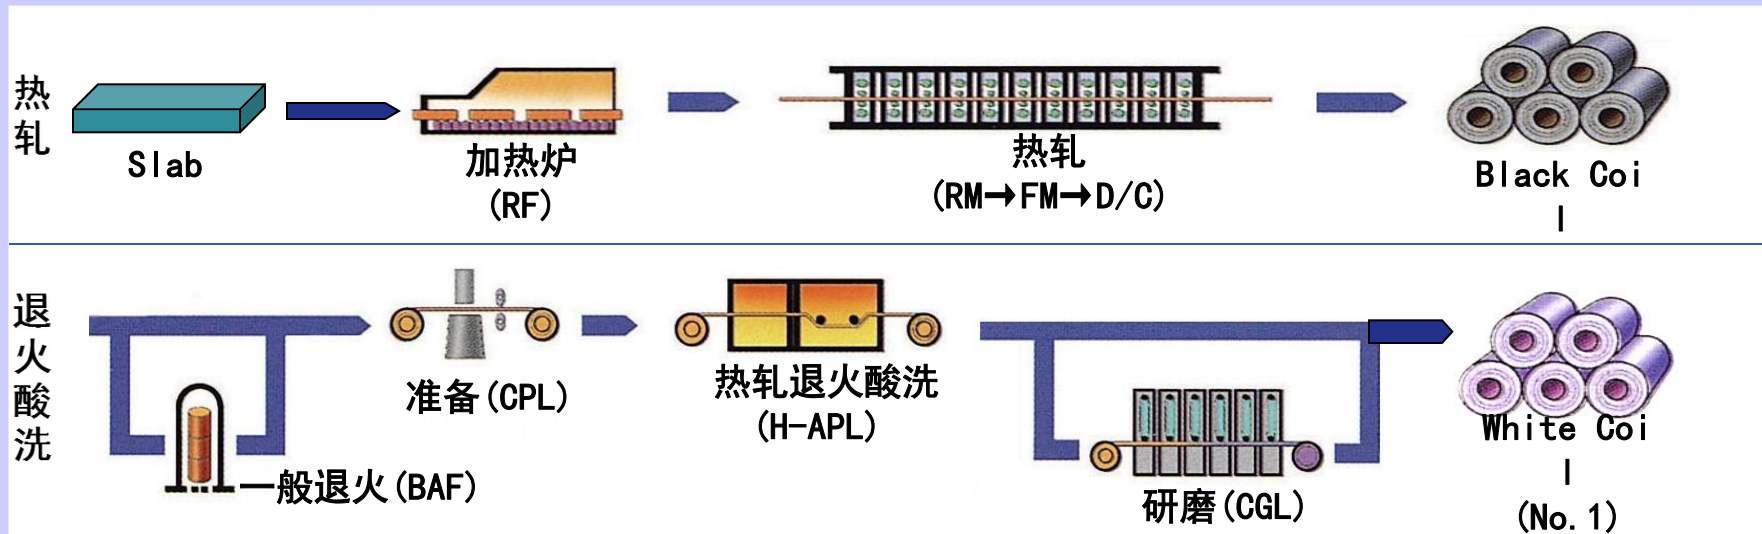 热轧
Slab
加热炉
(RF)
热轧
(RM→FM→D/C)
Black Coi
l
退火酸洗
一般退火(BAF)
准备(CPL)
热轧退火酸洗
(H-APL)
研磨(CGL)
White Coi
l
(No.1)